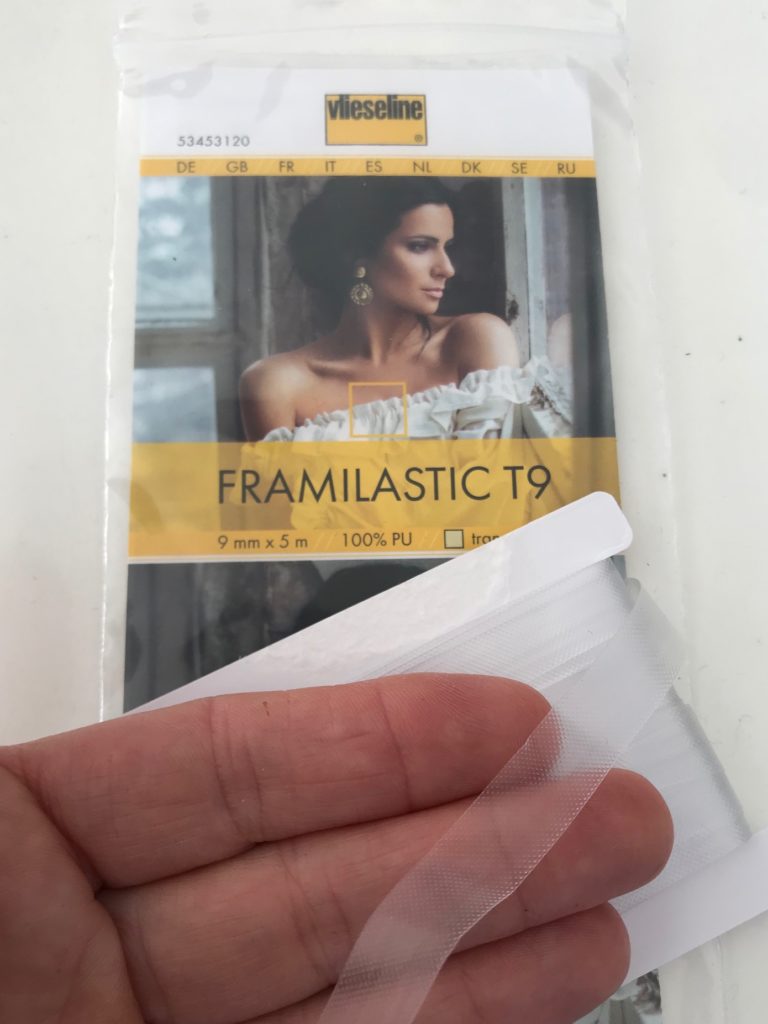 vlieseline
®
53453120
DE GB FR IT ES NL DK SE RU
FRAMILASTIC T9
9 mm x 5 m // 100% PU //